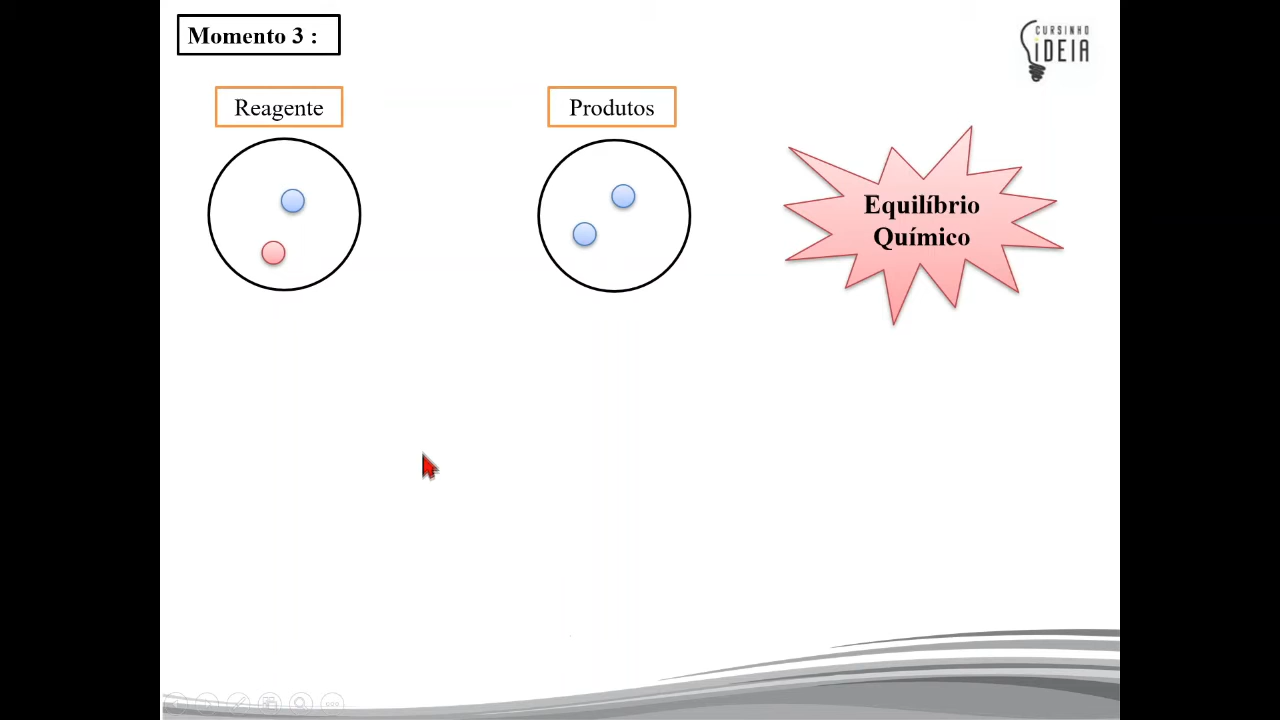 Momento 3 :
CURSINHO
iDEIA
Reagente
Produtos
Equilíbrio
Químico